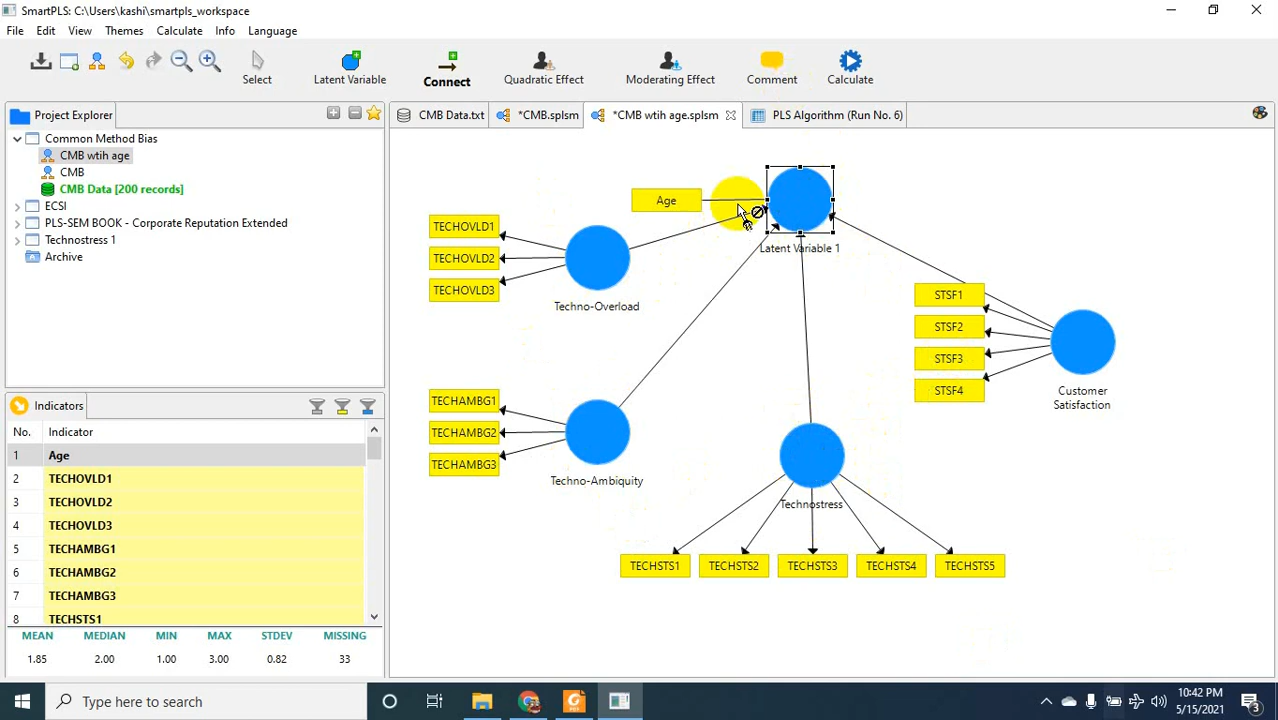 SmartPLS: C:\Users\kashi\smartpls_workspace
File Edit View Themes Calculate Info Language
Select
Latent Variable
Connect
Quadratic Effect
Moderating Effect
Comment
Calculate
Project Explorer
Common Method Bias
CMB wtih age
CMB
CMB Data [200 records]
ECSI
PLS-SEM BOOK - Corporate Reputation Extended
Technostress 1
Archive
Indicators
No. Indicator
1 Age
2 TECHOVLD1
3 TECHOVLD2
4 TECHOVLD3
5 TECHAMBG1
6 TECHAMBG2
7 TECHAMBG3
8 TECHSTS1
MEAN MEDIAN MIN MAX STDEV MISSING
1.85 2.00 1.00 3.00 0.82 33
CMB Data.txt
*CMB.splsm
*CMB wtih age.splsm
PLS Algorithm (Run No. 6)
Age
Latent Variable 1
TECHOVLD1
TECHOVLD2
TECHOVLD3
Techno-Overload
STSF1
STSF2
STSF3
STSF4
Customer
Satisfaction
TECHAMBG1
TECHAMBG2
TECHAMBG3
Techno-Ambiquity
Technostress
TECHSTS1
TECHSTS2
TECHSTS3
TECHSTS4
TECHSTS5
Type here to search
10:42 PM
5/15/2021
3